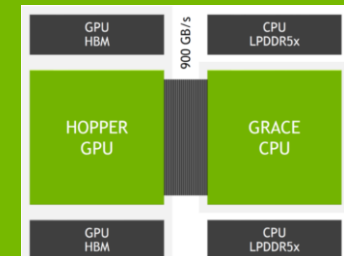 GPU
HBM
900 GB/s
CPU
LPDDR5x
HOPPER
GPU
GRACE
CPU
GPU
HBM
CPU
LPDDR5x